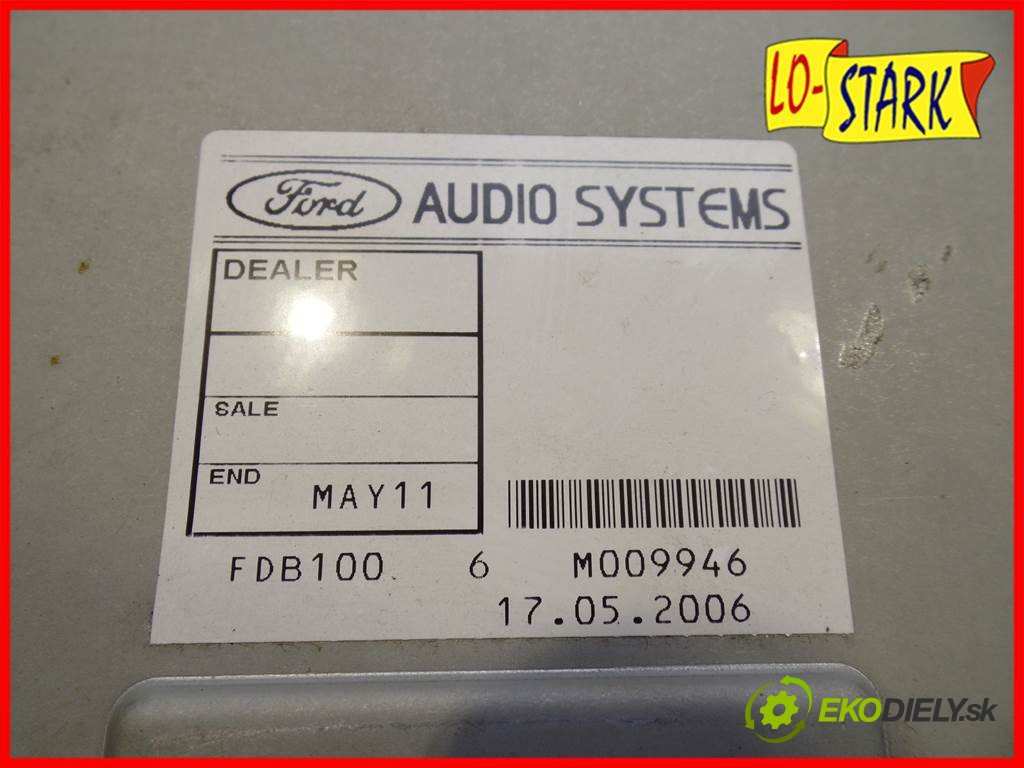 LO-STARK
Ford AUDIO SYSTEMS
DEALER
SALE
END MAY11
FDB100 6 M009946
17.05.2006
EKODIELY.sk